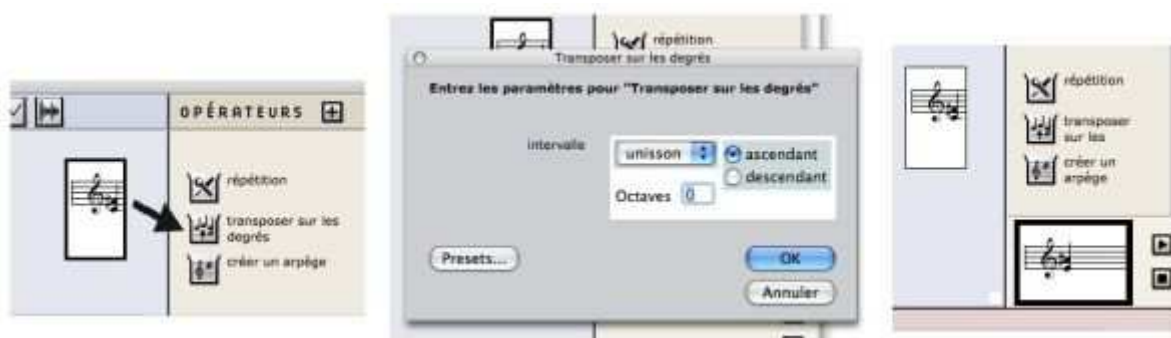 OPÉRATEURS
répétition
transposer sur les
degrés
créer un arpège
répétition
Transposer sur les degrés
Entrez les paramètres pour "Transposer sur les degrés"
intervalle
unisson
ascendant
descendant
Octaves 0
Presets...
OK
Annuler
répétition
transposer
sur les
créer un
arpège